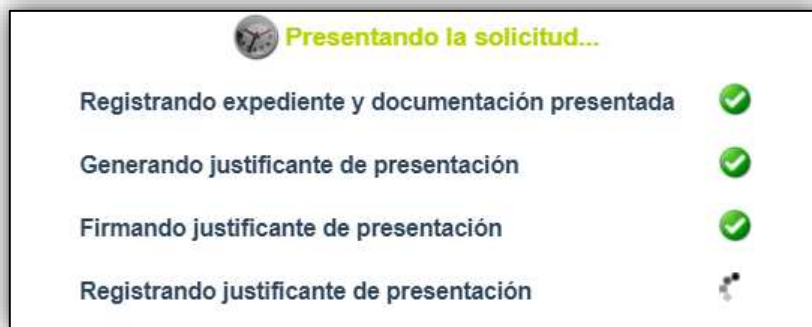 Presentando la solicitud...
Registrando expediente y documentación presentada
Generando justificante de presentación
Firmando justificante de presentación
Registrando justificante de presentación